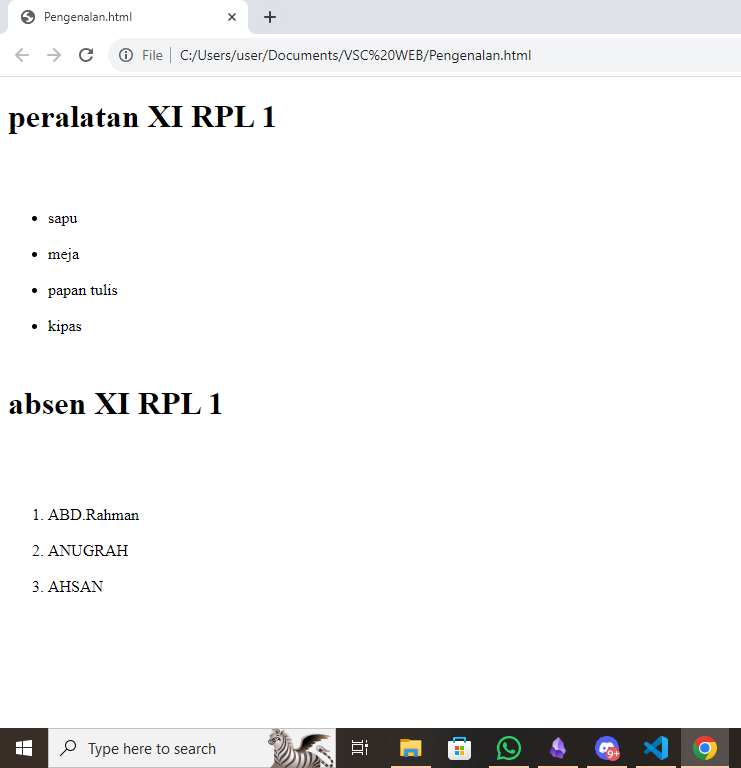 Pengenalan.html
File
C:/Users/user/Documents/VSC%20WEB/Pengenalan.html
peralatan XI RPL 1
sapu
meja
papan tulis
kipas
absen XI RPL 1
1. ABD.Rahman
2. ANUGRAH
3. AHSAN
Type here to search
9+